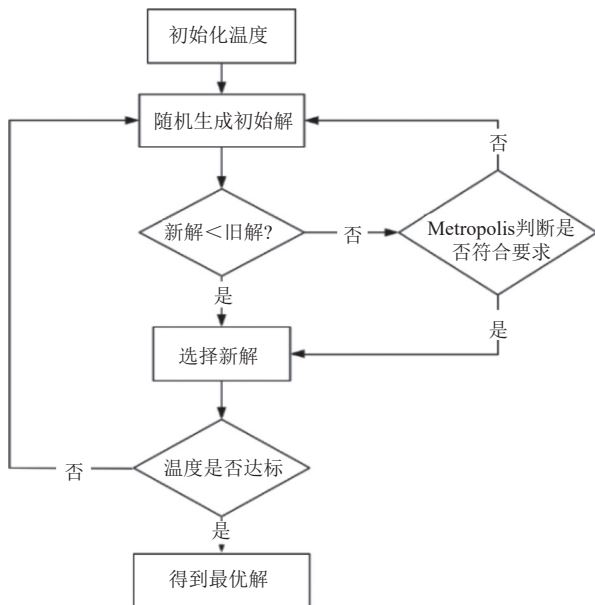 初始化温度
随机生成初始解
否
新解＜旧解?
否
Metropolis判断是
否符合要求
是
是
选择新解
否
温度是否达标
是
得到最优解